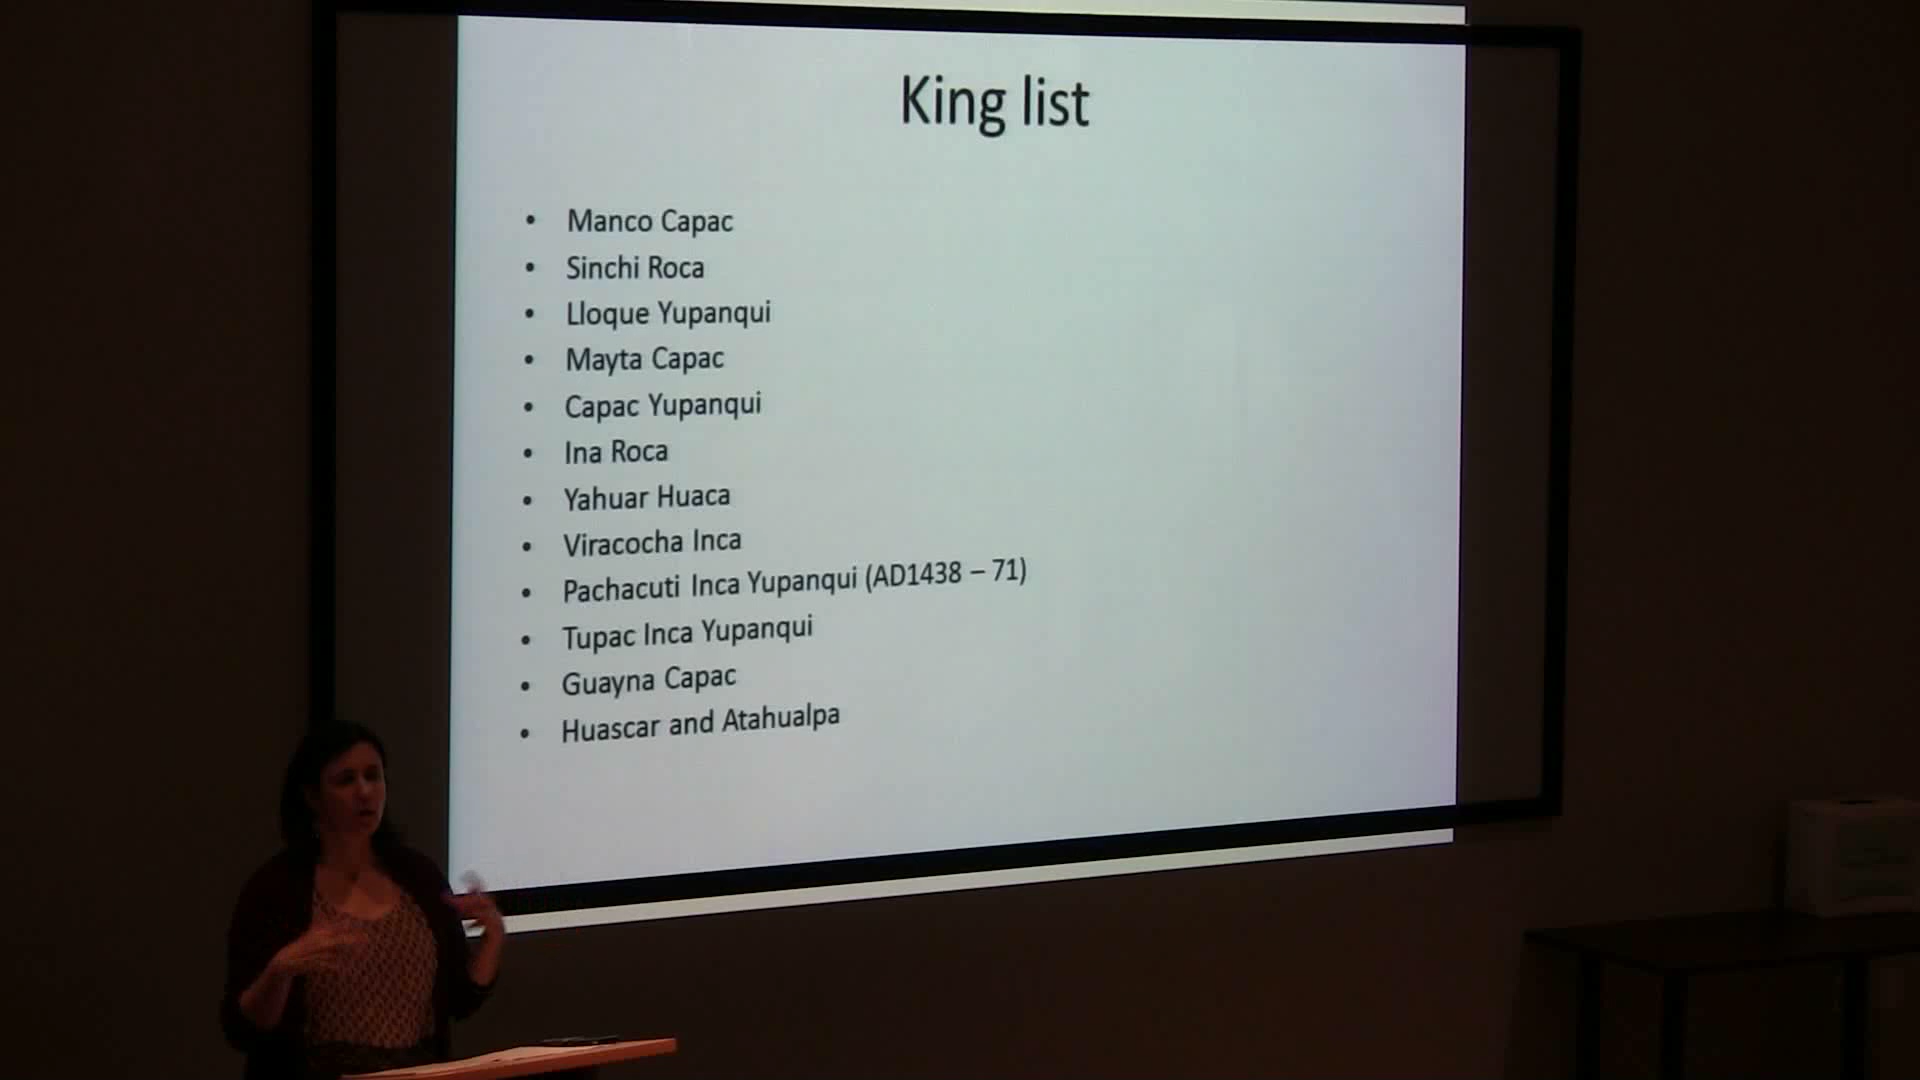 King list
• Manco Capac
• Sinchi Roca
• Lloque Yupanqui
• Mayta Capac
• Capac Yupanqui
• Ina Roca
• Yahuar Huaca
• Viracocha Inca
• Pachacuti Inca Yupanqui (AD1438 – 71)
• Tupac Inca Yupanqui
• Guayna Capac
• Huascar and Atahualpa